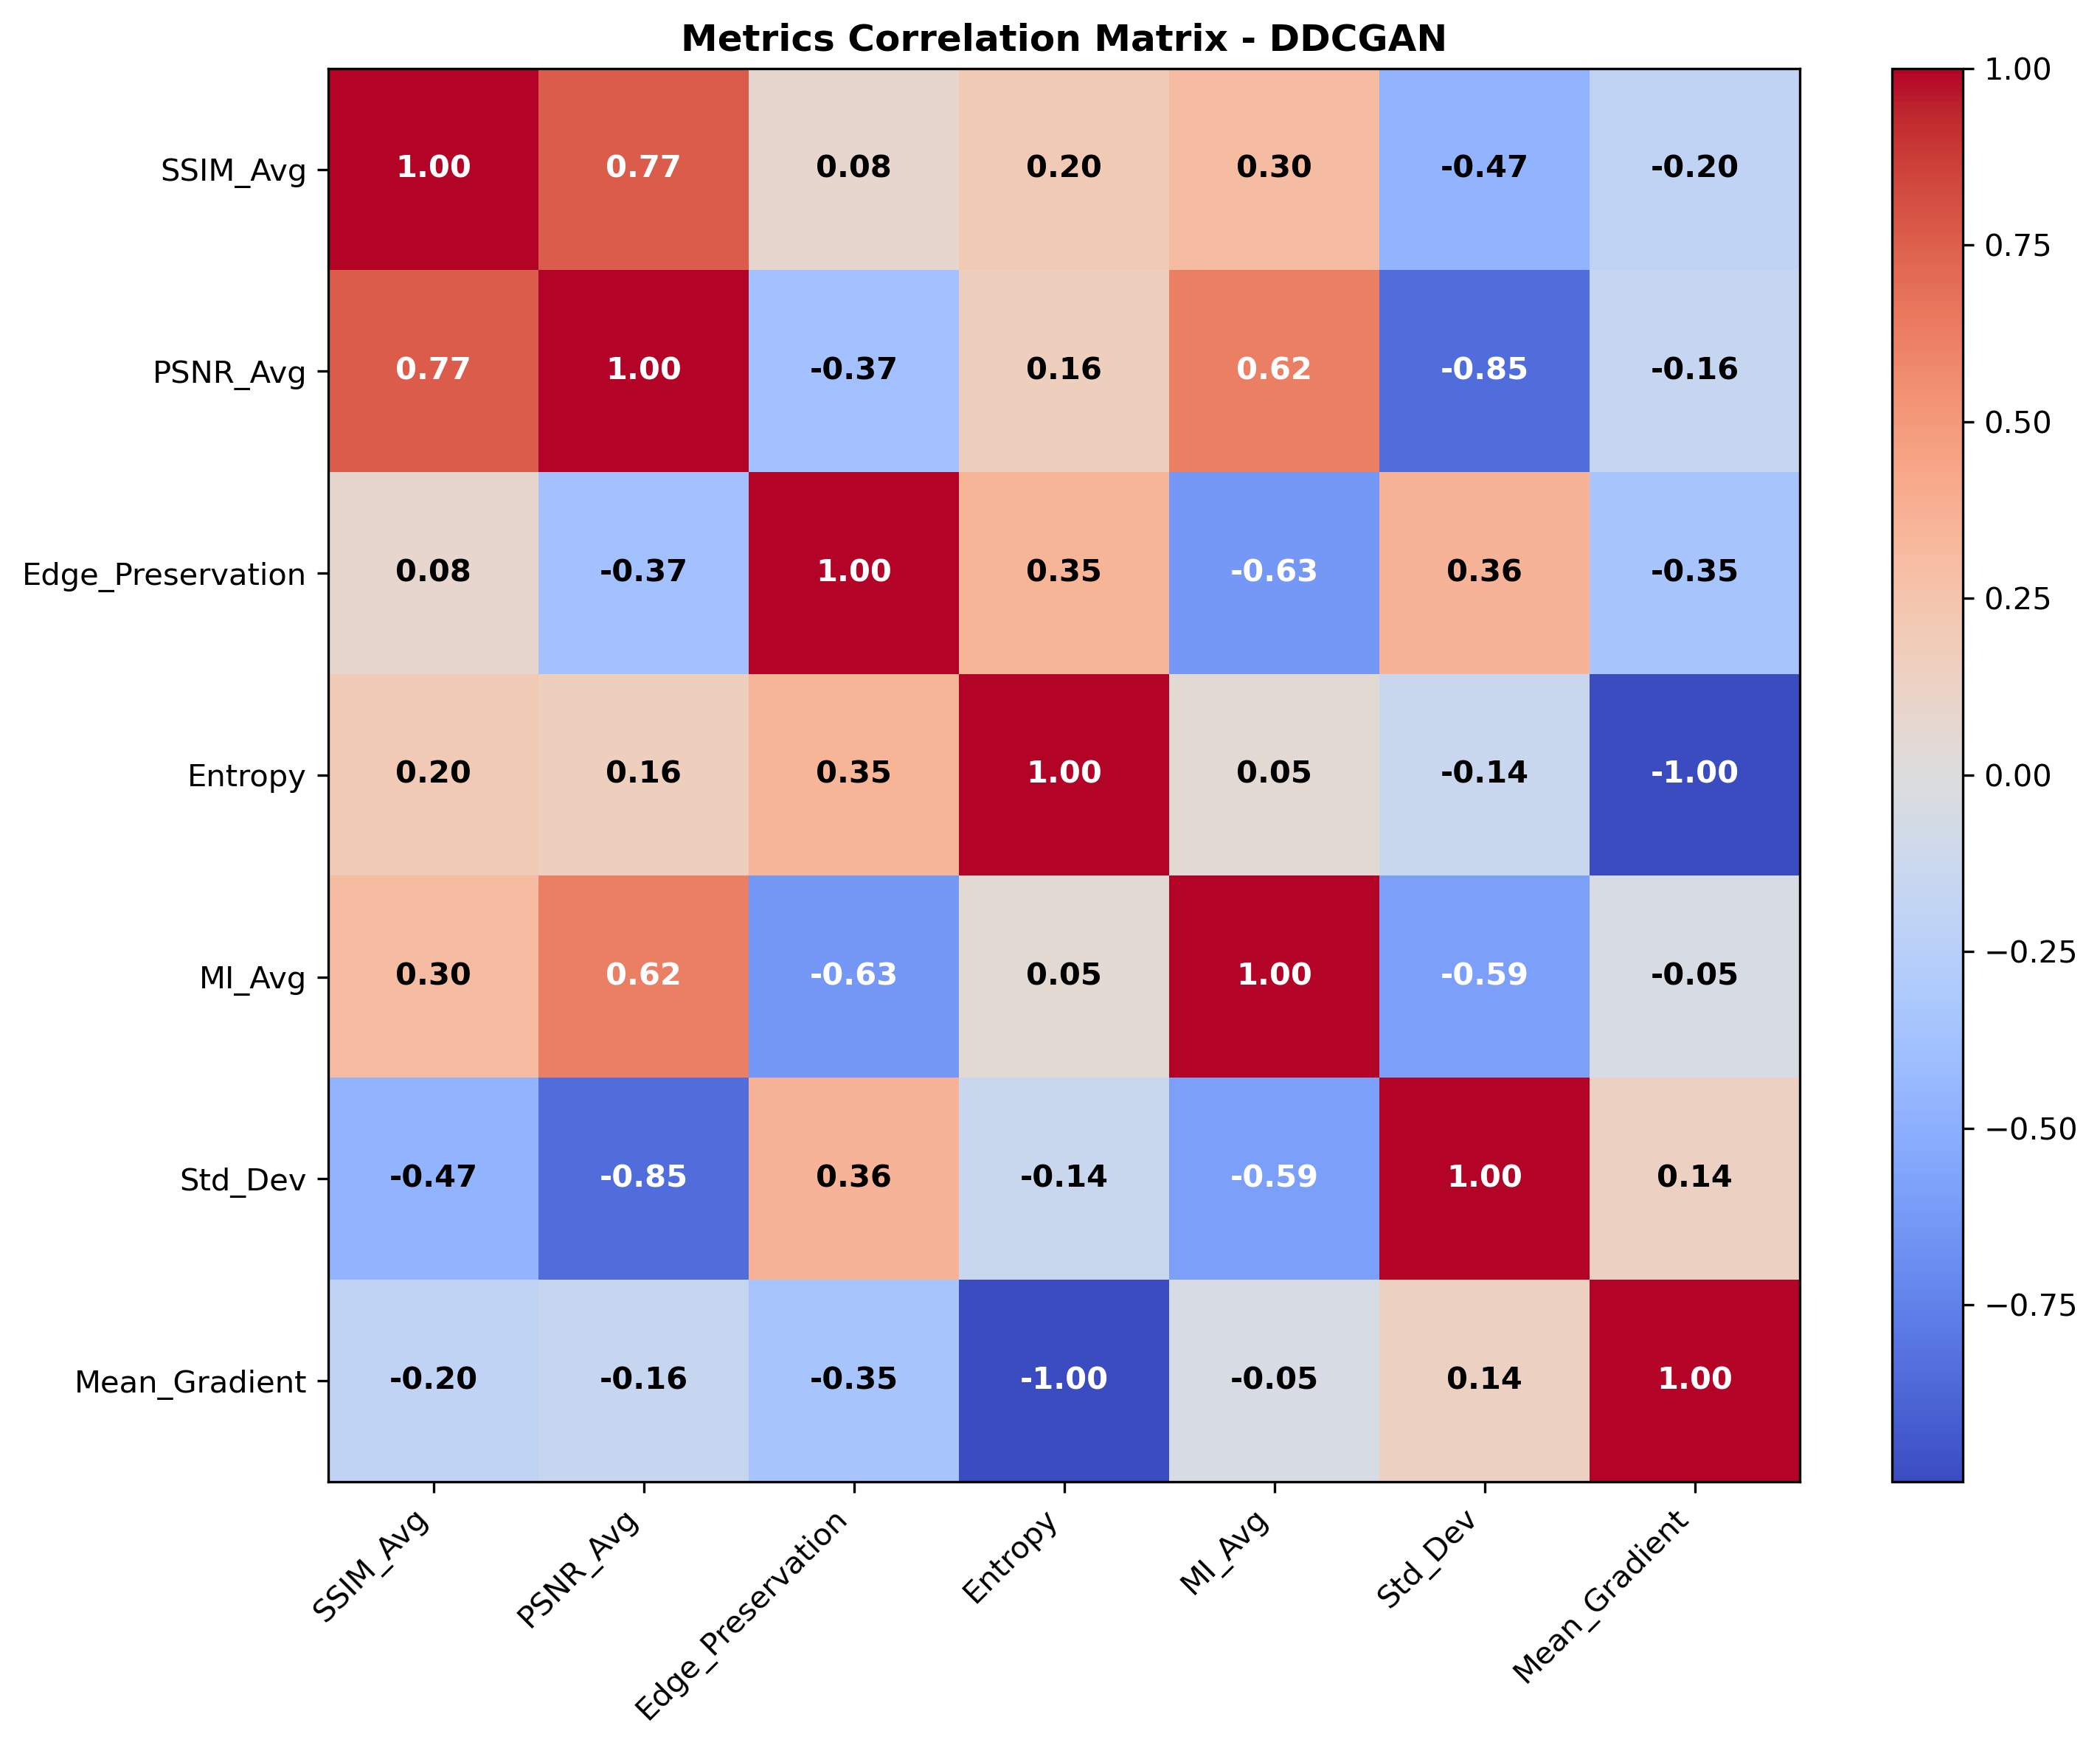 Metrics Correlation Matrix - DDCGAN
SSIM_Avg 1.00 0.77 0.08 0.20 0.30 -0.47 -0.20
PSNR_Avg 0.77 1.00 -0.37 0.16 0.62 -0.85 -0.16
Edge_Preservation 0.08 -0.37 1.00 0.35 -0.63 0.36 -0.35
Entropy 0.20 0.16 0.35 1.00 0.05 -0.14 -1.00
MI_Avg 0.30 0.62 -0.63 0.05 1.00 -0.59 -0.05
Std_Dev -0.47 -0.85 0.36 -0.14 -0.59 1.00 0.14
Mean_Gradient -0.20 -0.16 -0.35 -1.00 -0.05 0.14 1.00
SSIM_Avg PSNR_Avg Edge_Preservation Entropy MI_Avg Std_Dev Mean_Gradient
1.00
0.75
0.50
0.25
0.00
−0.25
−0.50
−0.75